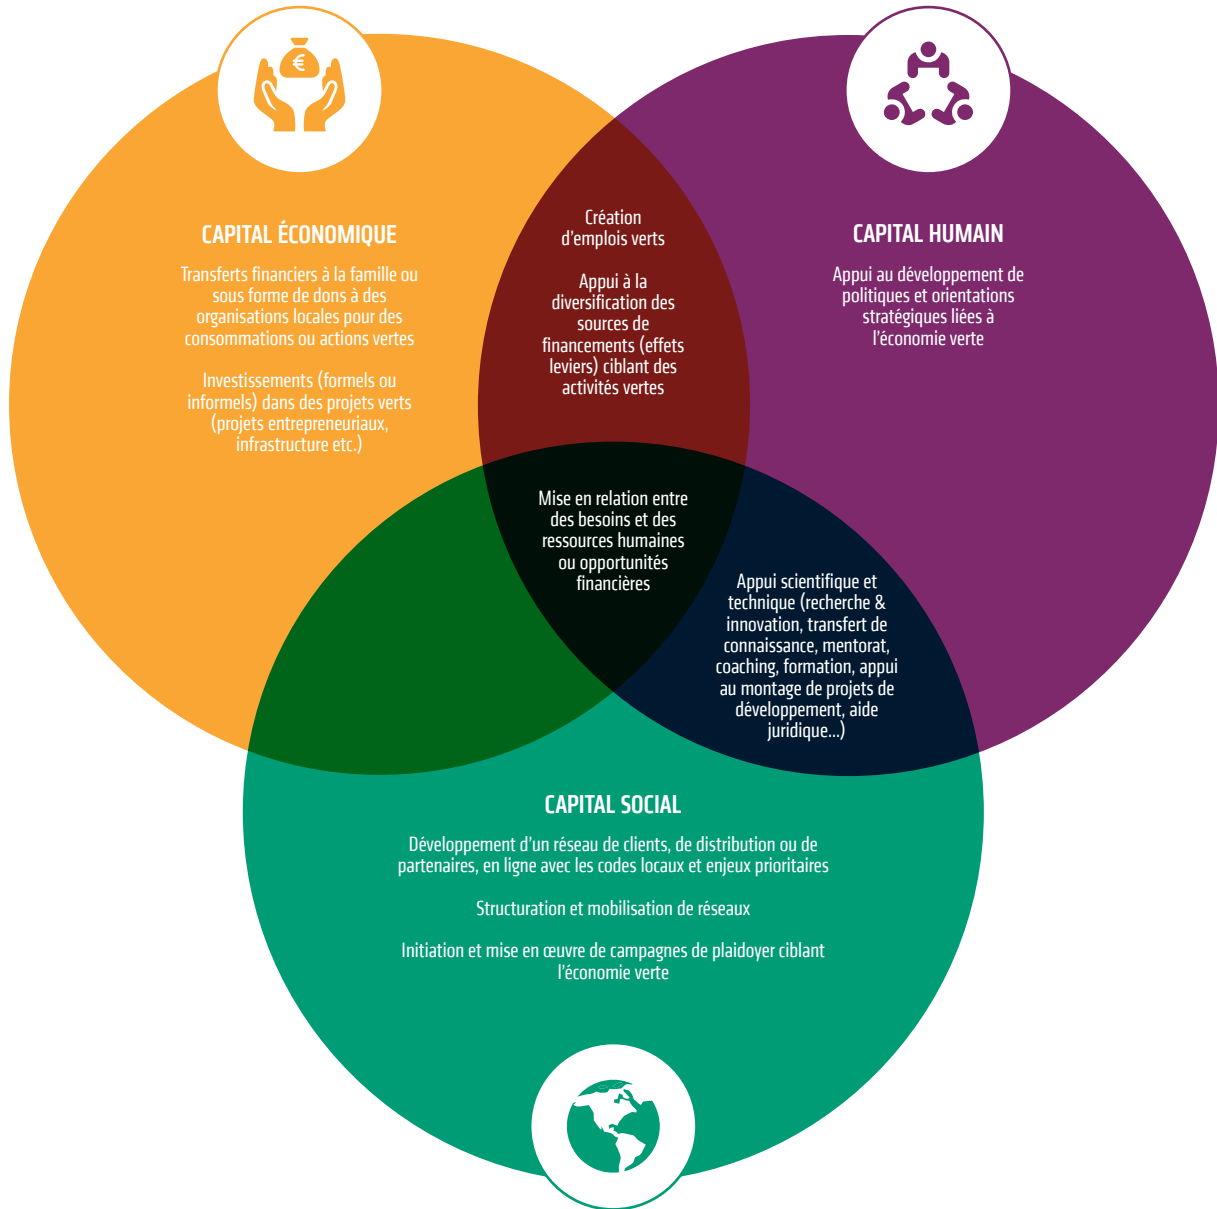 €
CAPITAL ÉCONOMIQUE
Transferts financiers à la famille ou
sous forme de dons à des
organisations locales pour des
consommations ou actions vertes
Investissements (formels ou
informels) dans des projets verts
(projets entrepreneuriaux,
infrastructure etc.)
Création
d'emplois verts
Appui à la
diversification des
sources de
financements (effets
leviers) ciblant des
activités vertes
CAPITAL HUMAIN
Appui au développement de
politiques et orientations
stratégiques liées à
l'économie verte
Mise en relation entre
des besoins et des
ressources humaines
ou opportunités
financières
Appui scientifique et
technique (recherche &
innovation, transfert de
connaissance, mentorat,
coaching, formation, appui
au montage de projets de
développement, aide
juridique...)
CAPITAL SOCIAL
Développement d'un réseau de clients, de distribution ou de
partenaires, en ligne avec les codes locaux et enjeux prioritaires
Structuration et mobilisation de réseaux
Initiation et mise en œuvre de campagnes de plaidoyer ciblant
l'économie verte